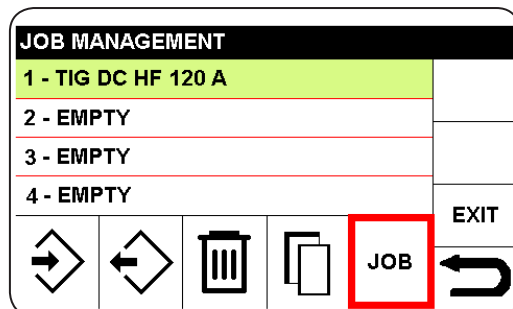 JOB MANAGEMENT
1 - TIG DC HF 120 A
2 - EMPTY
3 - EMPTY
4 - EMPTY
EXIT
JOB